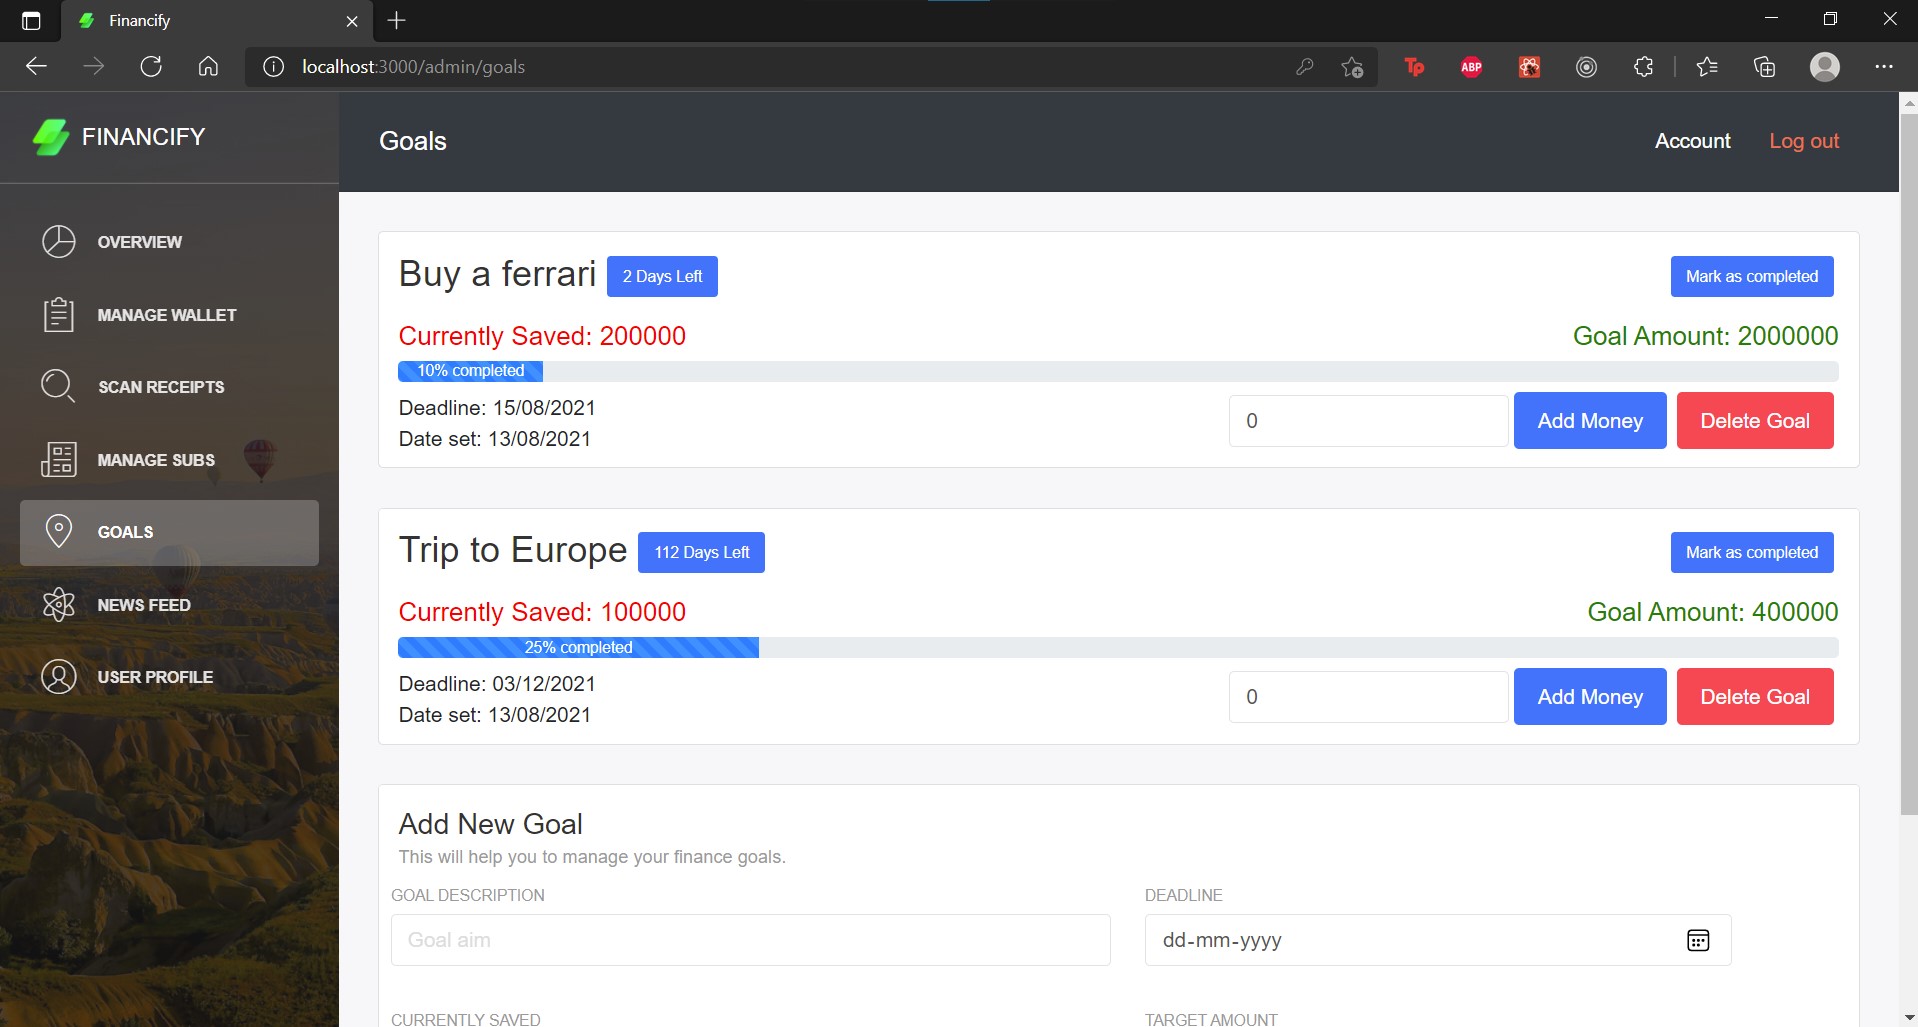 Financify
localhost:3000/admin/goals
Tp
ABP
FINANCIFY
Goals
Account
Log out
OVERVIEW
MANAGE WALLET
SCAN RECEIPTS
MANAGE SUBS
GOALS
NEWS FEED
USER PROFILE
Buy a ferrari
2 Days Left
Mark as completed
Currently Saved: 200000
Goal Amount: 2000000
10% completed
Deadline: 15/08/2021
Date set: 13/08/2021
0
Add Money
Delete Goal
Trip to Europe
112 Days Left
Mark as completed
Currently Saved: 100000
Goal Amount: 400000
25% completed
Deadline: 03/12/2021
Date set: 13/08/2021
0
Add Money
Delete Goal
Add New Goal
This will help you to manage your finance goals.
GOAL DESCRIPTION
DEADLINE
Goal aim
dd-mm-yyyy
CURRENTLY SAVED
TARGET AMOUNT